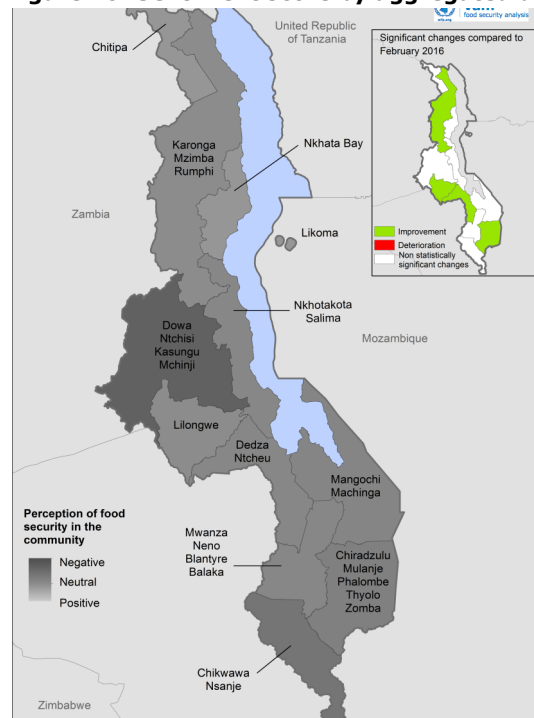 United Republic
of Tanzania
food security analysis
Significant changes compared to
February 2016
Improvement
Deterioration
Non statistically
significant changes
Chitipa
Karonga
Mzimba
Rumphi
Nkhata Bay
Zambia
Likoma
Nkhotakota
Salima
Mozambique
Dowa
Ntchisi
Kasungu
Mchinji
Lilongwe
Dedza
Ntcheu
Mangochi
Machinga
Perception of food
security in the
community
Negative
Neutral
Positive
Mwanza
Neno
Blantyre
Balaka
Chiradzulu
Mulanje
Phalombe
Thyolo
Zomba
Chikwawa
Nsanje
Zimbabwe